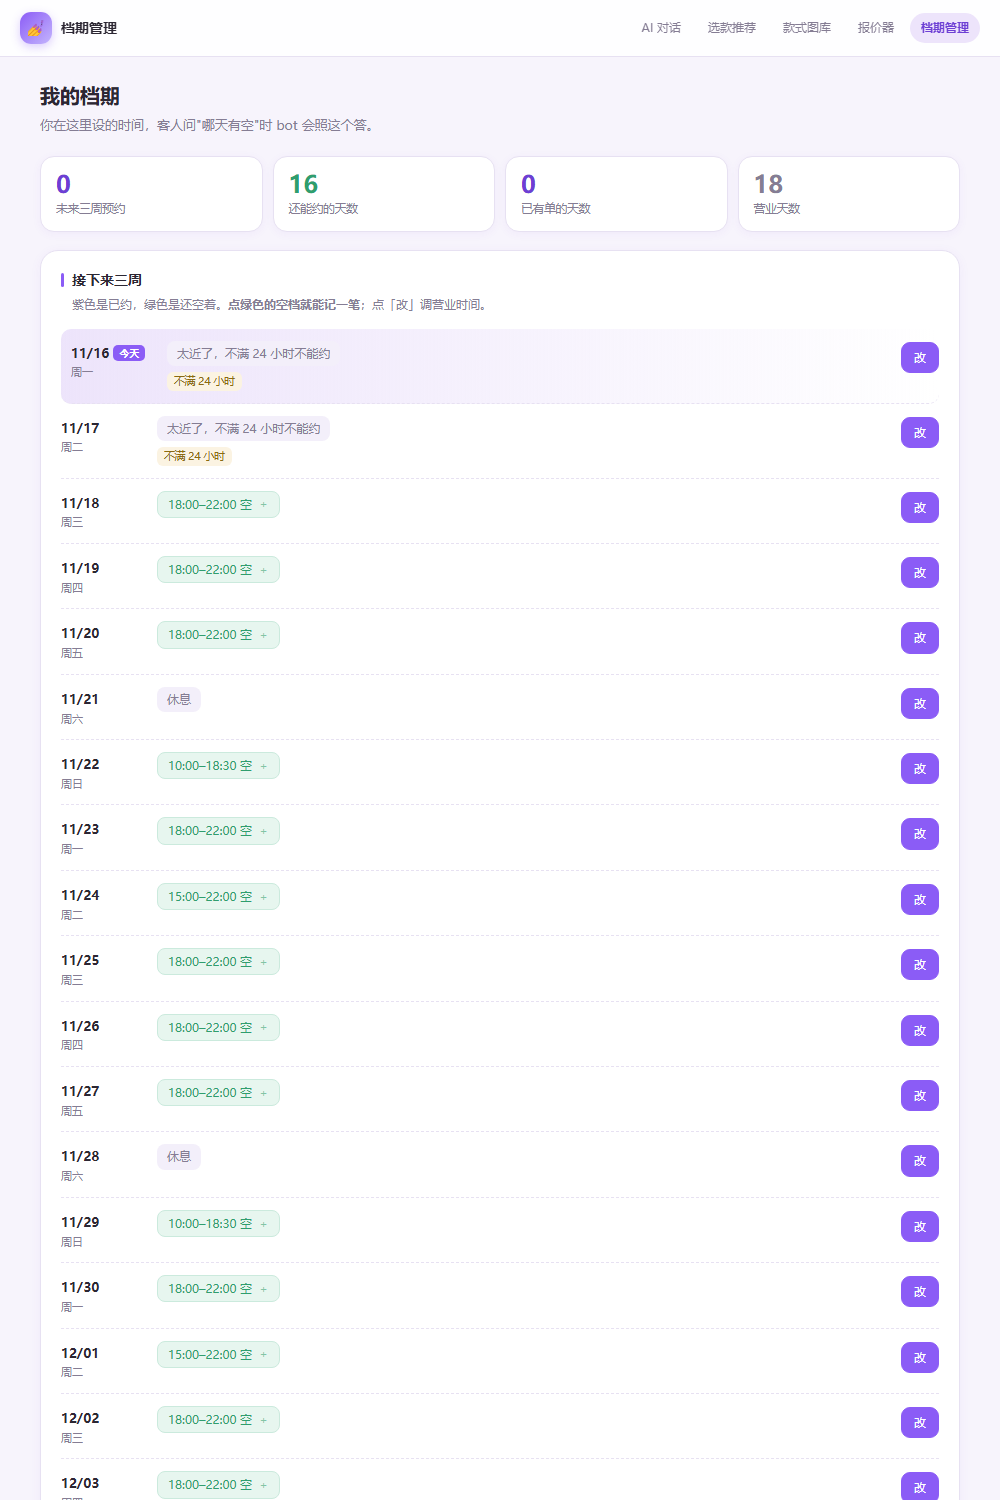 档期管理
AI 对话 选款推荐 款式图库 报价器 档期管理
我的档期
你在这里设的时间，客人问"哪天有空"时 bot 会照这个答。
0 16 0 18
未来三周预约 还能约的天数 已有单的天数 营业天数
接下来三周
紫色是已约，绿色是还空着。点绿色的空档就能记一笔；点「改」调营业时间。
11/16 今天 太近了，不满 24 小时不能约 改
周一 不满 24 小时
11/17 太近了，不满 24 小时不能约 改
周二 不满 24 小时
11/18 18:00–22:00 空 + 改
周三
11/19 18:00–22:00 空 + 改
周四
11/20 18:00–22:00 空 + 改
周五
11/21 休息 改
周六
11/22 10:00–18:30 空 + 改
周日
11/23 18:00–22:00 空 + 改
周一
11/24 15:00–22:00 空 + 改
周二
11/25 18:00–22:00 空 + 改
周三
11/26 18:00–22:00 空 + 改
周四
11/27 18:00–22:00 空 + 改
周五
11/28 休息 改
周六
11/29 10:00–18:30 空 + 改
周日
11/30 18:00–22:00 空 + 改
周一
12/01 15:00–22:00 空 + 改
周二
12/02 18:00–22:00 空 + 改
周三
12/03 18:00–22:00 空 + 改